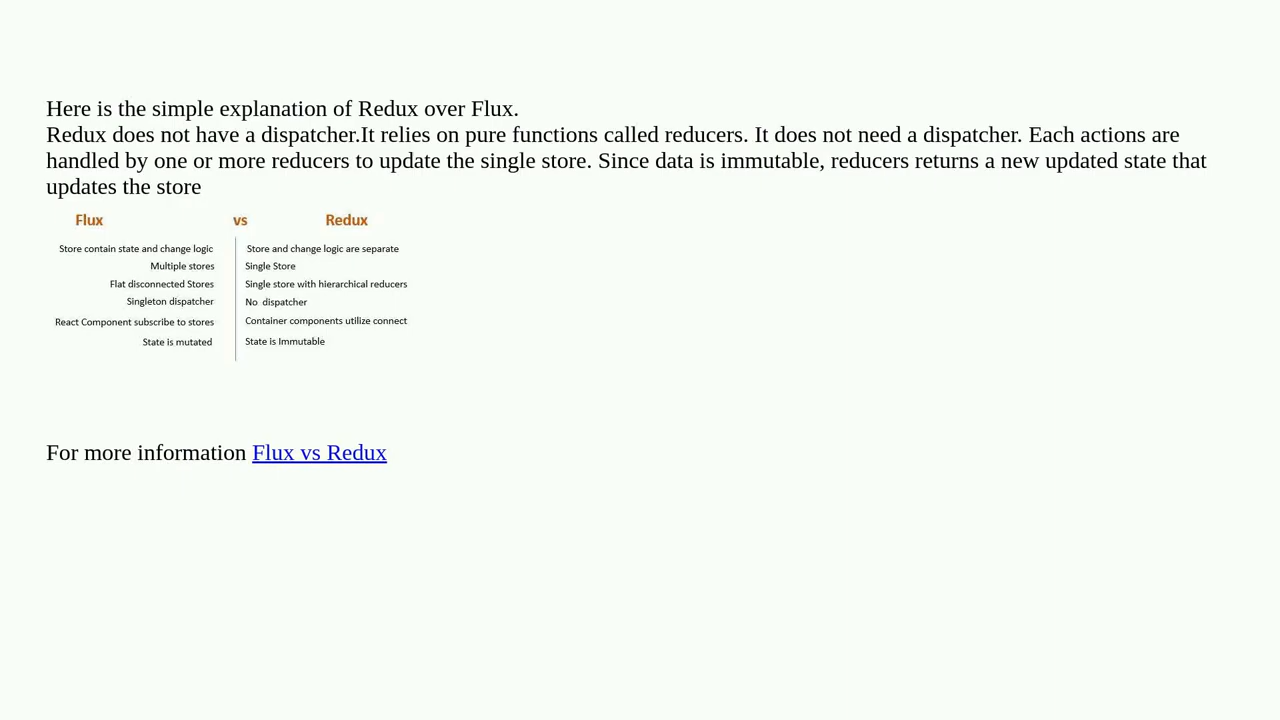 Here is the simple explanation of Redux over Flux.
Redux does not have a dispatcher.It relies on pure functions called reducers. It does not need a dispatcher. Each actions are
handled by one or more reducers to update the single store. Since data is immutable, reducers returns a new updated state that
updates the store
Flux vs Redux
Store contain state and change logic Store and change logic are separate
Multiple stores Single Store
Flat disconnected Stores Single store with hierarchical reducers
Singleton dispatcher No dispatcher
React Component subscribe to stores Container components utilize connect
State is mutated State is Immutable
For more information Flux vs Redux